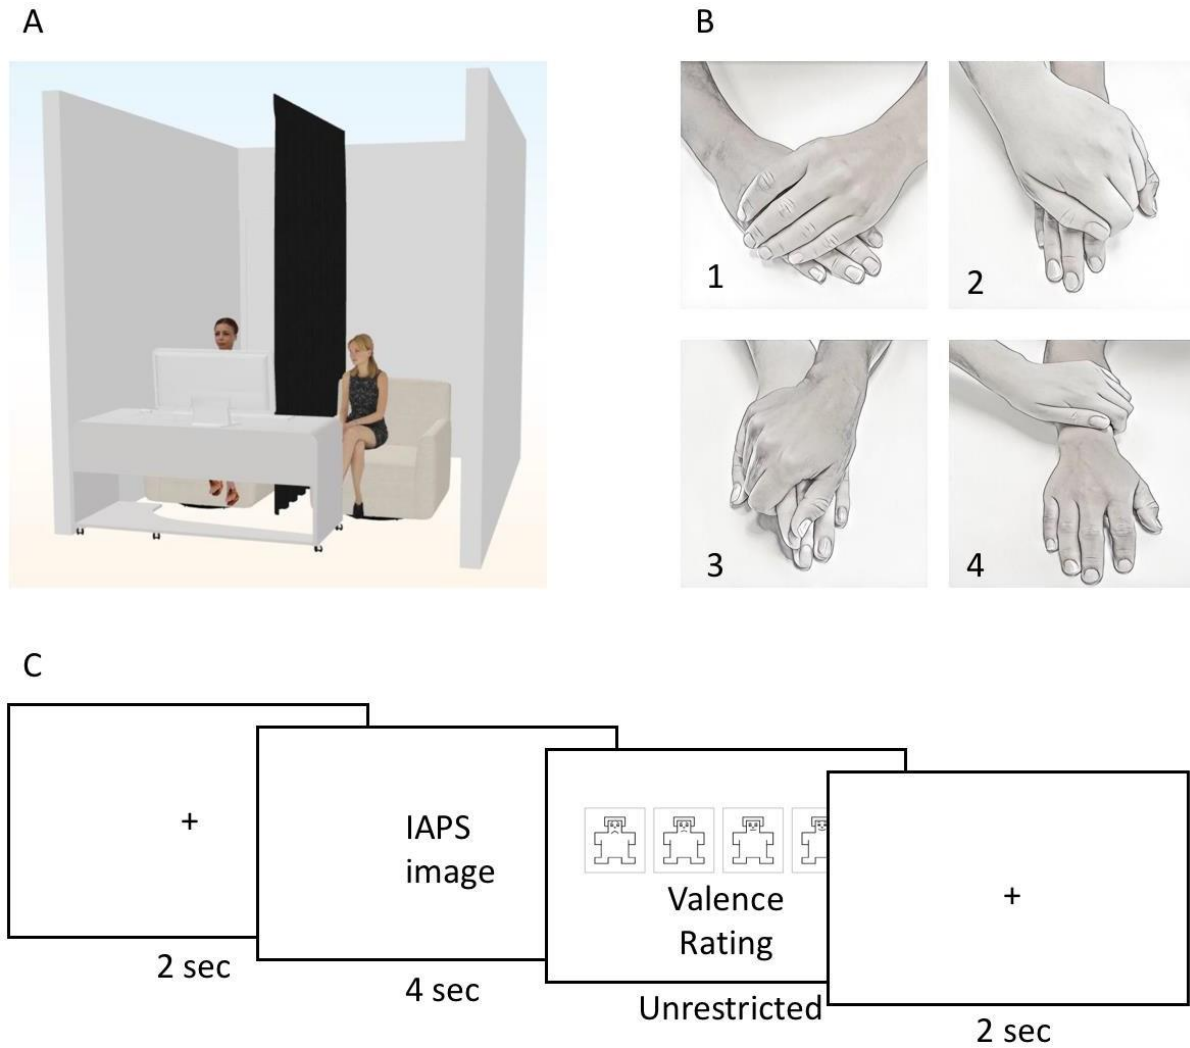 A
B
1
2
3
4
C
+
IAPS
image
Valence
Rating
+
2 sec
4 sec
Unrestricted
2 sec